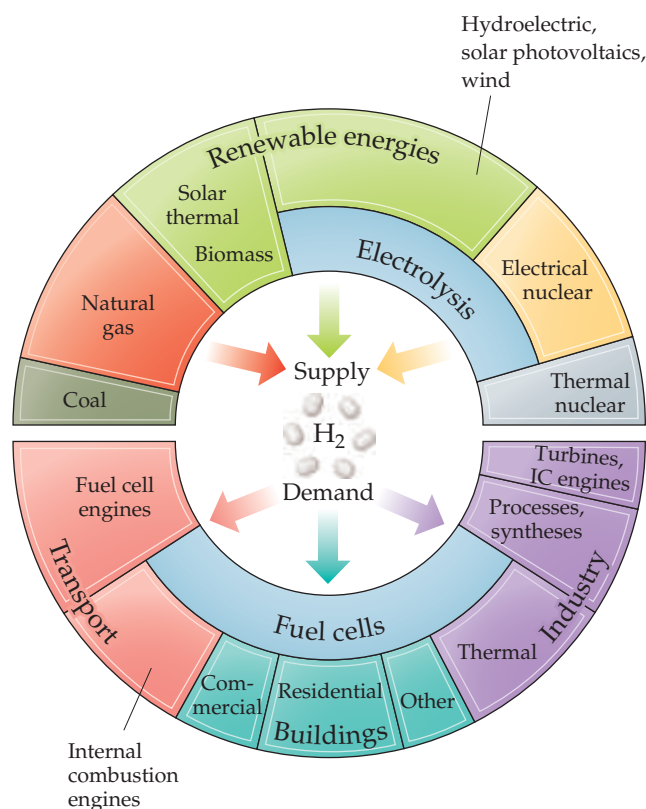 Hydroelectric,
solar photovoltaics,
wind
Renewable energies
Solar
thermal
Biomass
Electrolysis
Electrical
nuclear
Natural
gas
Coal
Thermal
nuclear
Supply
H₂
Demand
Fuel cell
engines
Turbines,
IC engines
Processes,
syntheses
Transport
Industry
Fuel cells
Thermal
Com-
mercial
Residential
Other
Buildings
Internal
combustion
engines